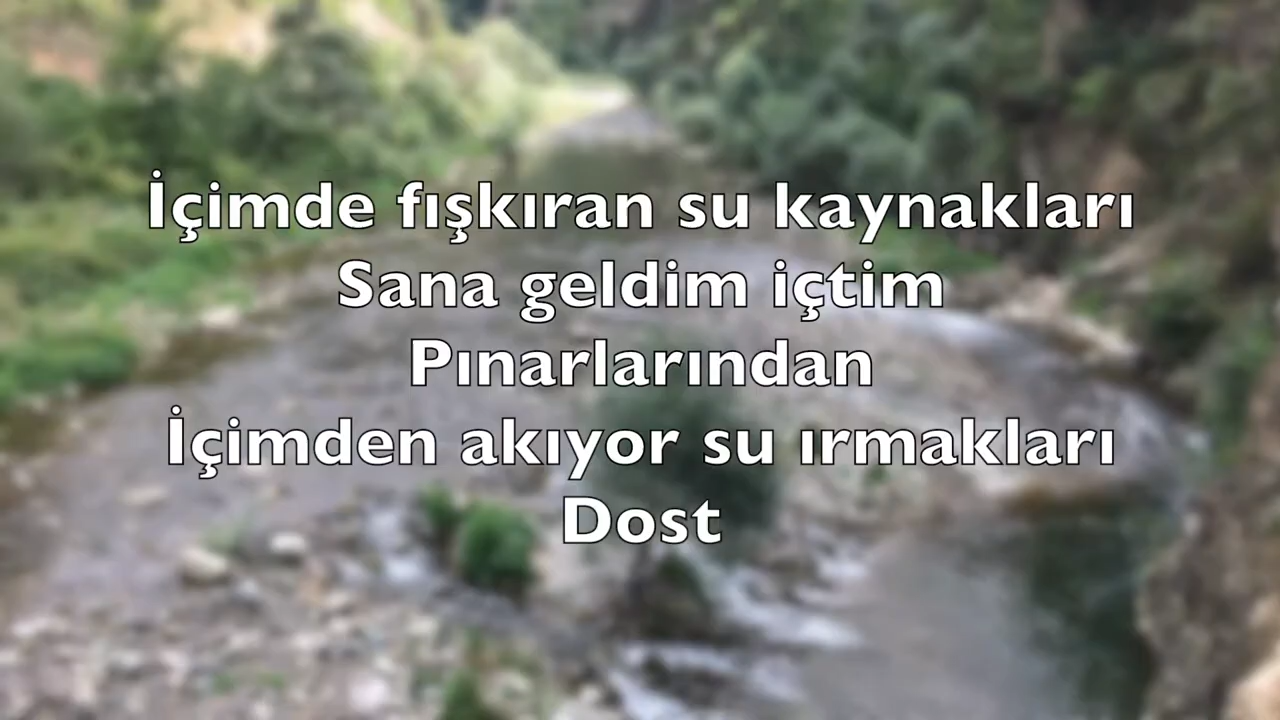 İçimde fışkıran su kaynakları
Sana geldim içtim
Pınarlarından
İçimden akıyor su ırmakları
Dost